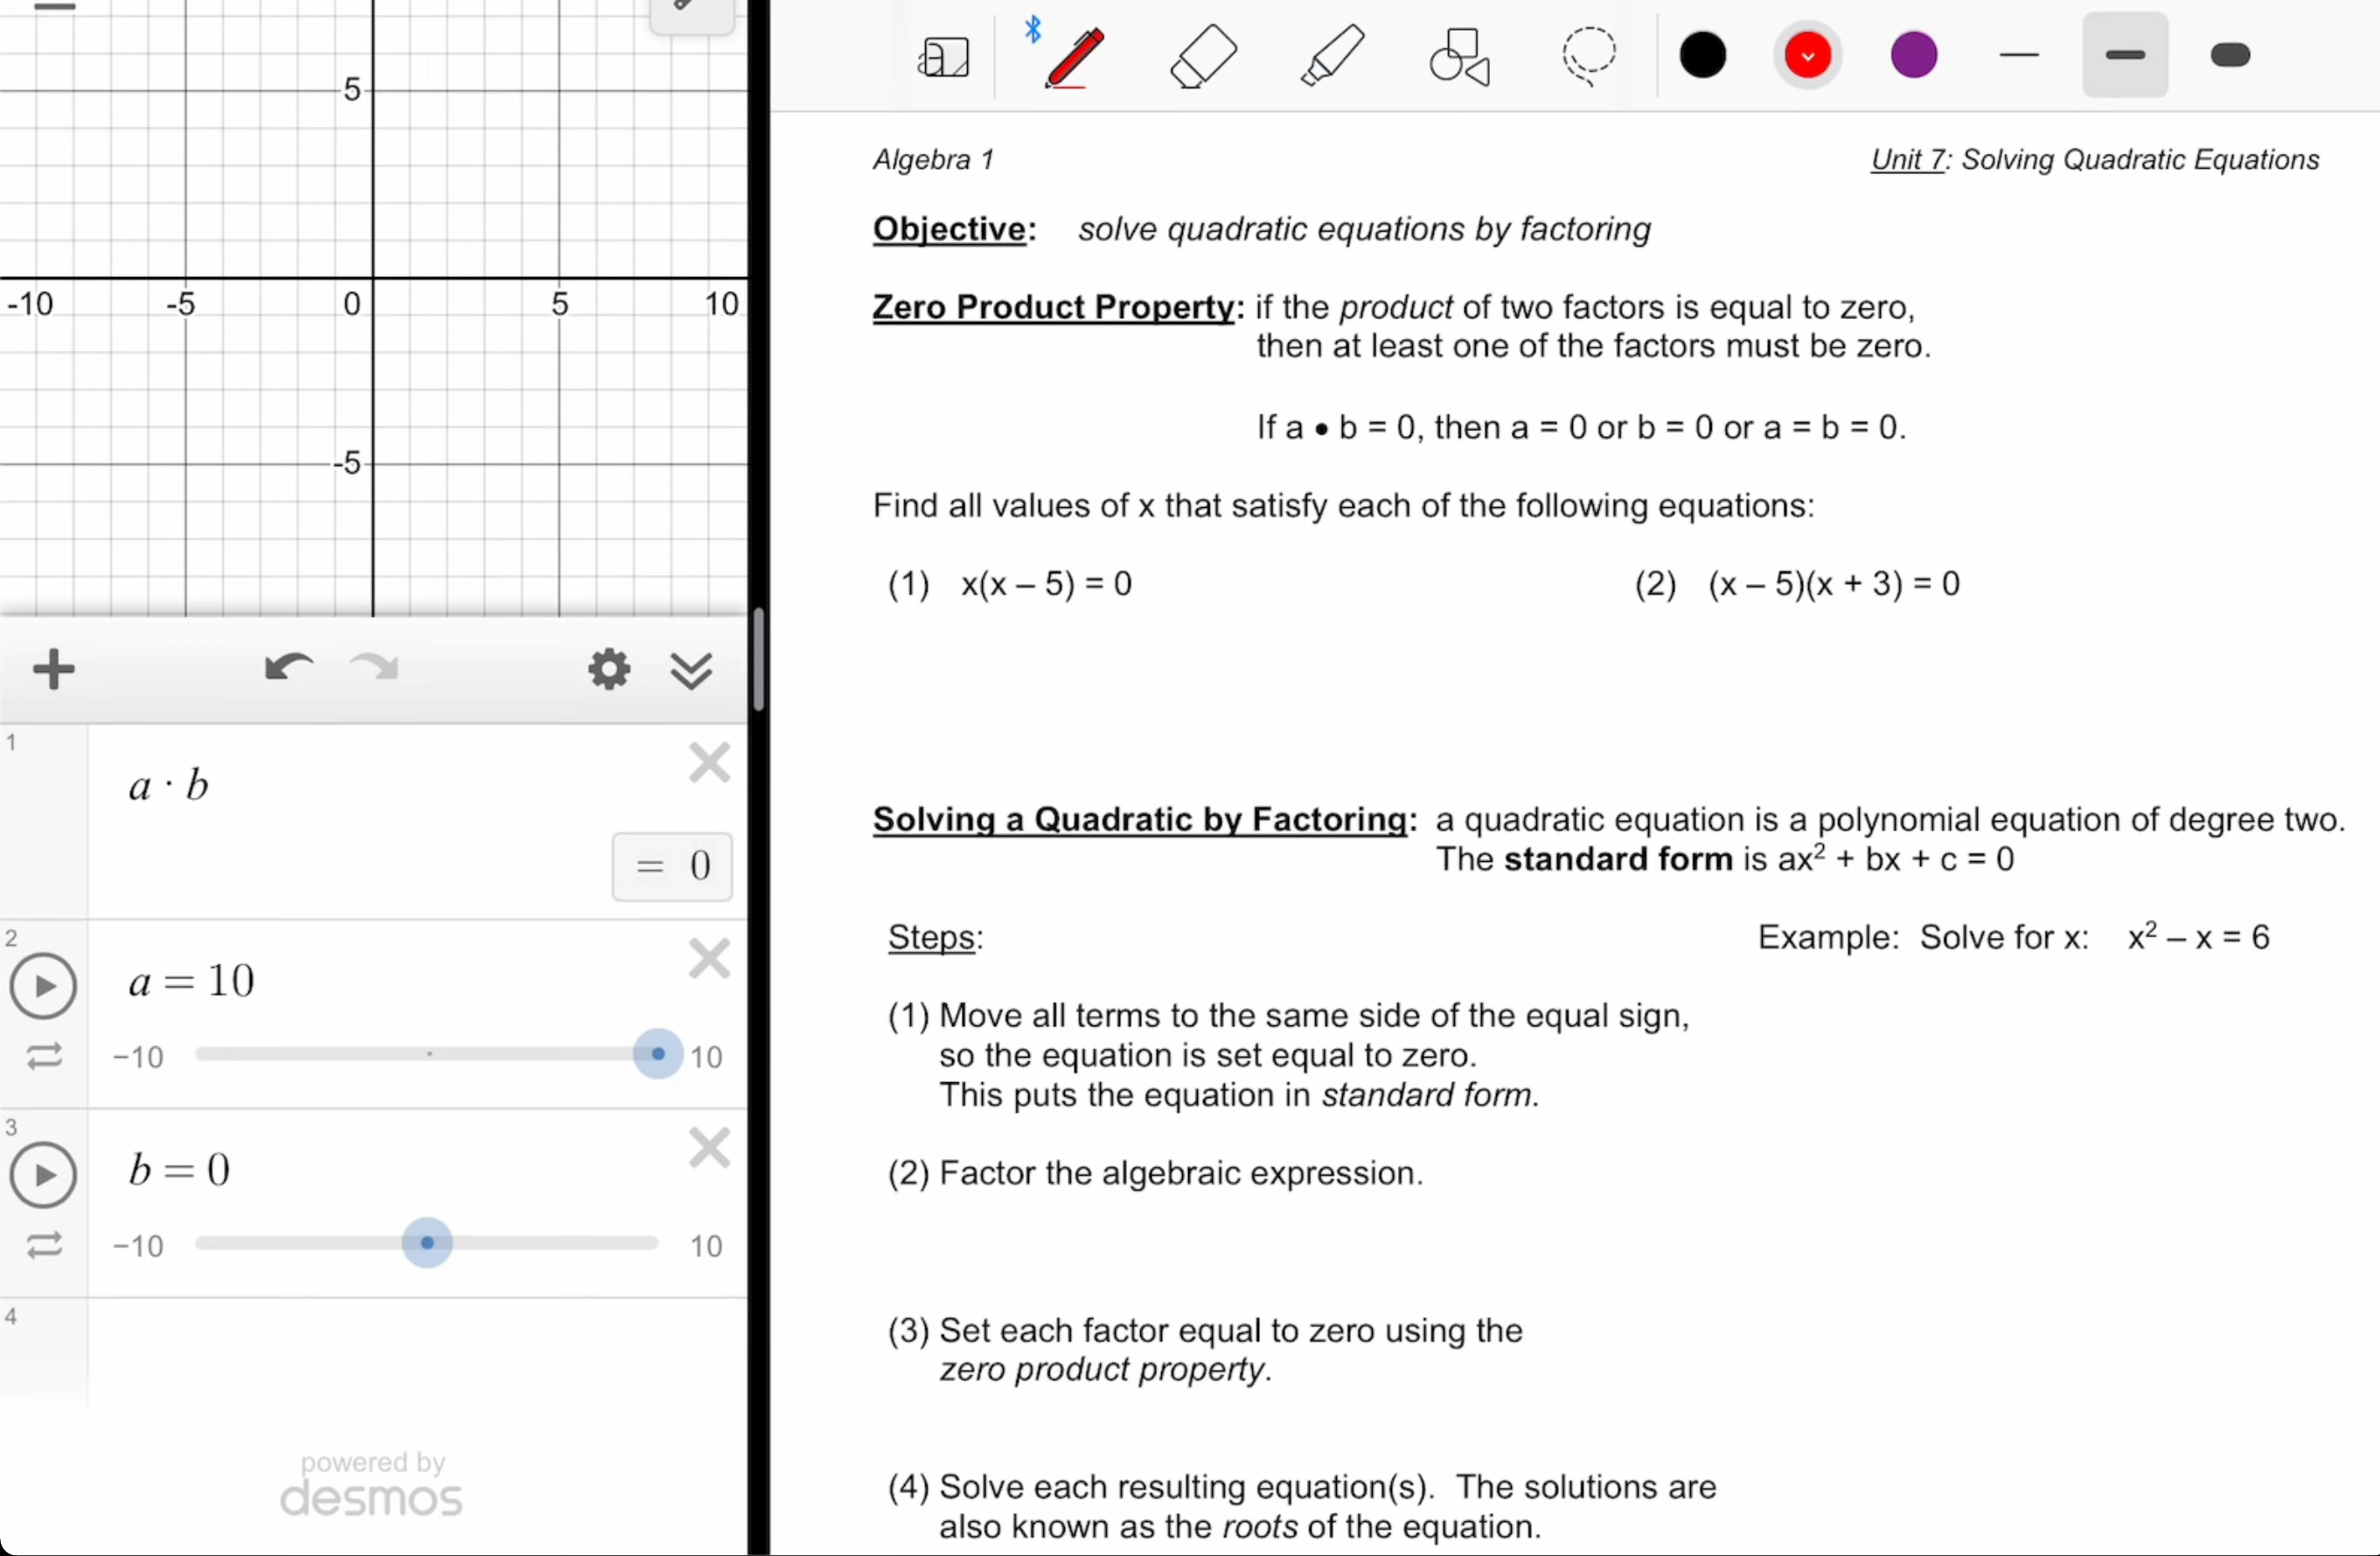 5
-10 -5 0 5 10
-5
1
a · b
= 0
2
a = 10
−10 10
3
b = 0
−10 10
4
powered by
desmos
a
Algebra 1 Unit 7: Solving Quadratic Equations
Objective: solve quadratic equations by factoring
Zero Product Property: if the product of two factors is equal to zero,
then at least one of the factors must be zero.
If a • b = 0, then a = 0 or b = 0 or a = b = 0.
Find all values of x that satisfy each of the following equations:
(1) x(x – 5) = 0 (2) (x – 5)(x + 3) = 0
Solving a Quadratic by Factoring: a quadratic equation is a polynomial equation of degree two.
The standard form is ax² + bx + c = 0
Steps: Example: Solve for x: x² – x = 6
(1) Move all terms to the same side of the equal sign,
so the equation is set equal to zero.
This puts the equation in standard form.
(2) Factor the algebraic expression.
(3) Set each factor equal to zero using the
zero product property.
(4) Solve each resulting equation(s). The solutions are
also known as the roots of the equation.